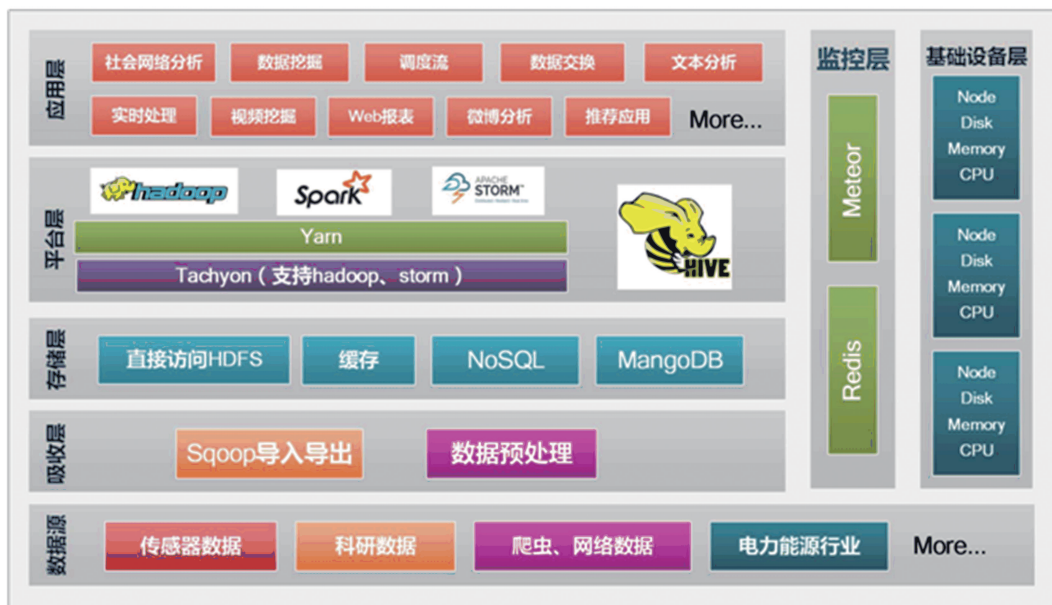 应用层
社会网络分析
数据挖掘
调度流
数据交换
文本分析
实时处理
视频挖掘
Web报表
微博分析
推荐应用
More...
平台层
hadoop
Spark
APACHE
STORM™
HIVE
Yarn
Tachyon（支持hadoop、storm）
存储层
直接访问HDFS
缓存
NoSQL
MangoDB
吸收层
Sqoop导入导出
数据预处理
数据源
传感器数据
科研数据
爬虫、网络数据
电力能源行业
More...
监控层
Meteor
Redis
基础设备层
Node
Disk
Memory
CPU
Node
Disk
Memory
CPU
Node
Disk
Memory
CPU